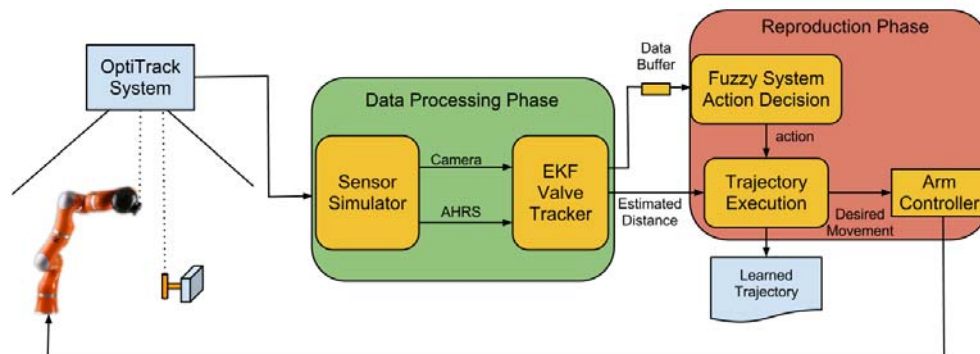 OptiTrack
System
Data Processing Phase
Sensor
Simulator
Camera
AHRS
EKF
Valve
Tracker
Data
Buffer
Estimated
Distance
Reproduction Phase
Fuzzy System
Action Decision
action
Trajectory
Execution
Desired
Movement
Arm
Controller
Learned
Trajectory